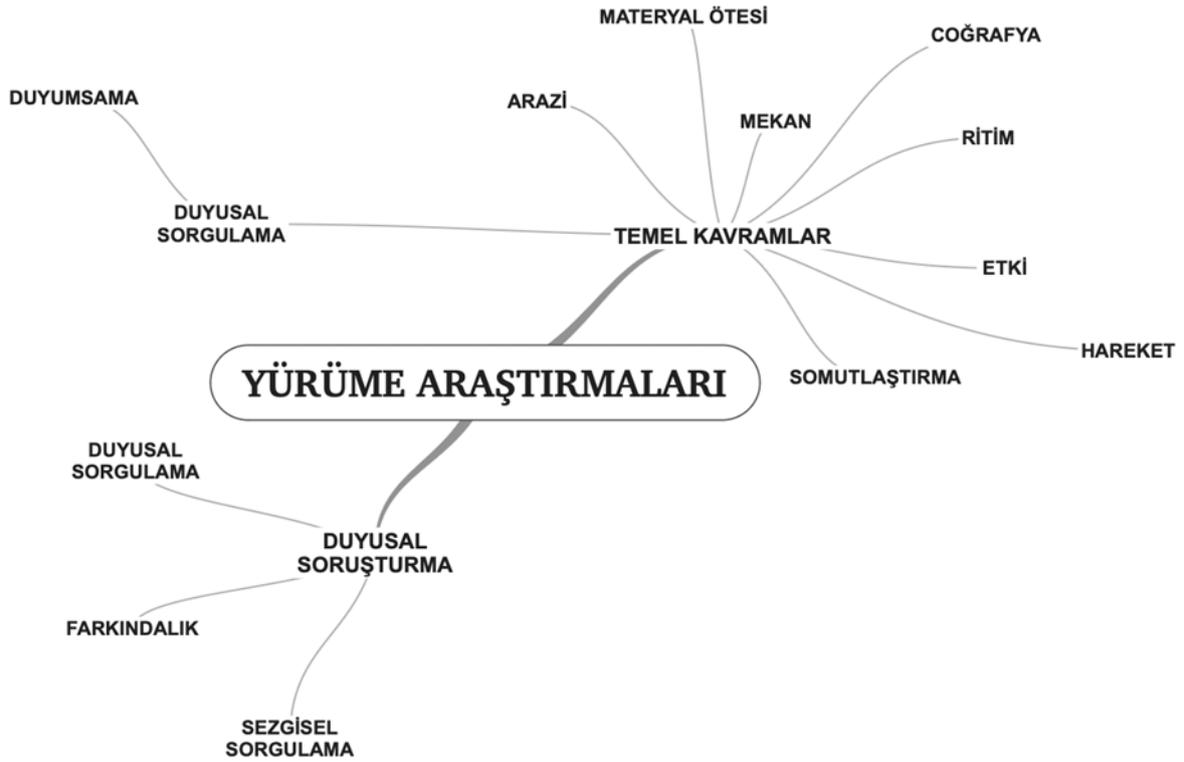 MATERYAL ÖTESİ
COĞRAFYA
DUYUMSAMA
ARAZİ
MEKAN
RİTİM
DUYUSAL
SORGULAMA
TEMEL KAVRAMLAR
ETKİ
HAREKET
SOMUTLAŞTIRMA
YÜRÜME ARAŞTIRMALARI
DUYUSAL
SORGULAMA
DUYUSAL
SORUŞTURMA
FARKINDALIK
SEZGİSEL
SORGULAMA